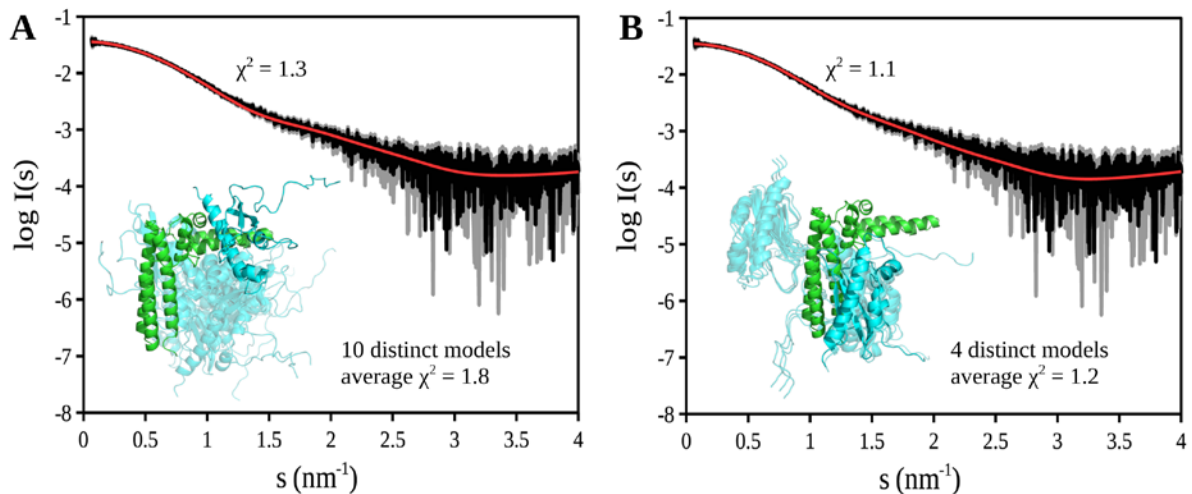 A
-1
-2
-3
-4
-5
-6
-7
-8
log I(s)
χ² = 1.3
10 distinct models
average χ² = 1.8
0 0.5 1 1.5 2 2.5 3 3.5 4
s (nm⁻¹)
B
-1
-2
-3
-4
-5
-6
-7
-8
log I(s)
χ² = 1.1
4 distinct models
average χ² = 1.2
0 0.5 1 1.5 2 2.5 3 3.5 4
s (nm⁻¹)